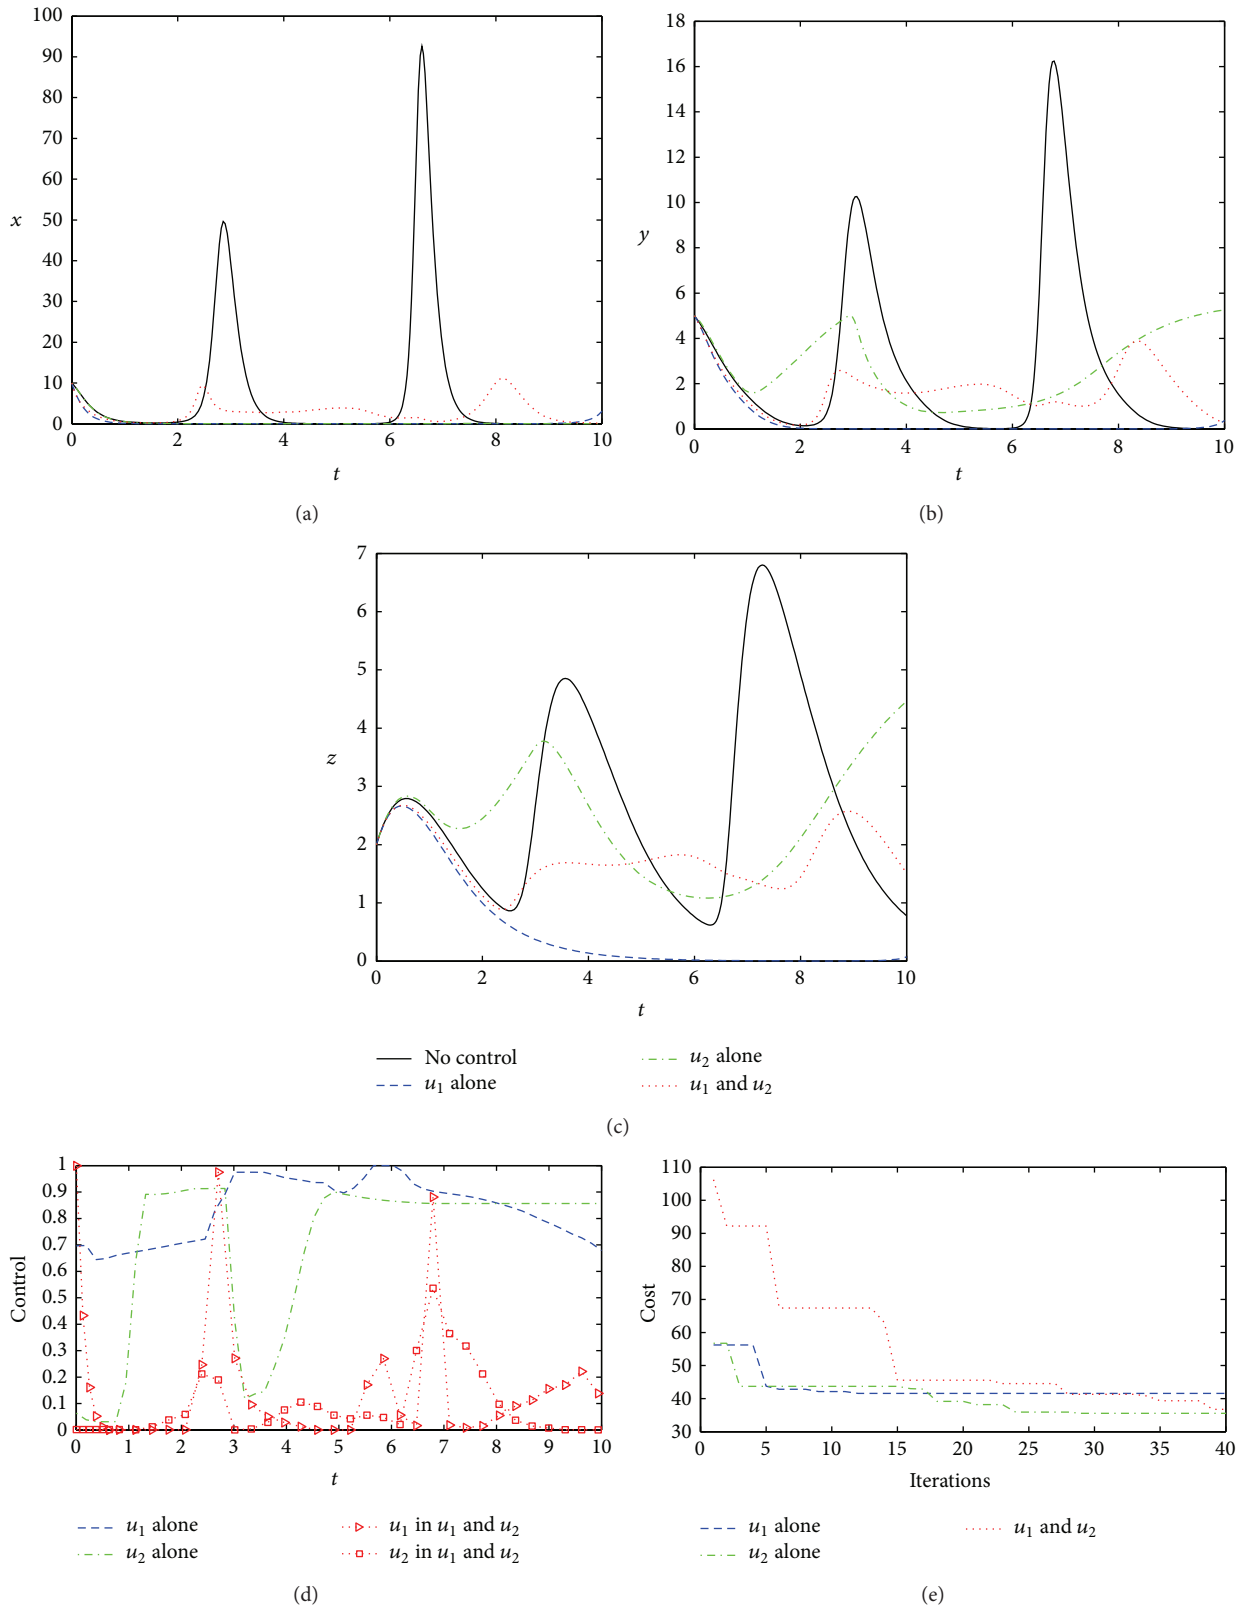 100
90
80
70
60
50
40
30
20
10
0
x
0 2 4 6 8 10
t
(a)
18
16
14
12
10
8
6
4
2
0
y
0 2 4 6 8 10
t
(b)
7
6
5
4
3
2
1
0
z
0 2 4 6 8 10
t
No control
u1 alone
u2 alone
u1 and u2
(c)
1
0.9
0.8
0.7
0.6
0.5
0.4
0.3
0.2
0.1
0
Control
0 1 2 3 4 5 6 7 8 9 10
t
u1 alone
u2 alone
u1 in u1 and u2
u2 in u1 and u2
(d)
110
100
90
80
70
60
50
40
30
Cost
0 5 10 15 20 25 30 35 40
Iterations
u1 alone
u2 alone
u1 and u2
(e)